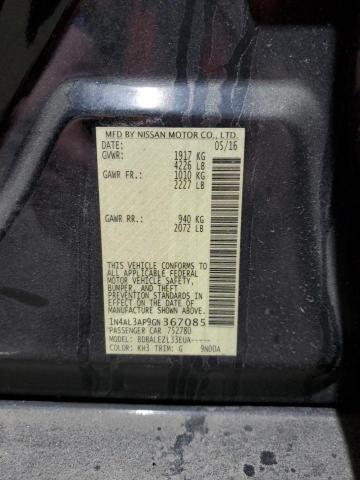 MFD BY NISSAN MOTOR CO., LTD.
DATE: 05/16
GVWR: 1917 KG
4226 LB
GAWR FR.: 1010 KG
2227 LB
GAWR RR.: 940 KG
2072 LB
THIS VEHICLE CONFORMS TO
ALL APPLICABLE FEDERAL
MOTOR VEHICLE SAFETY,
BUMPER, AND THEFT
PREVENTION STANDARDS IN
EFFECT ON THE DATE OF
MANUFACTURE SHOWN ABOVE.
1N4AL3AP9GN367085
PASSENGER CAR 752780
MODEL: BDBALEZL33EUA-----
COLOR: KH3 TRIM: G 9N00A